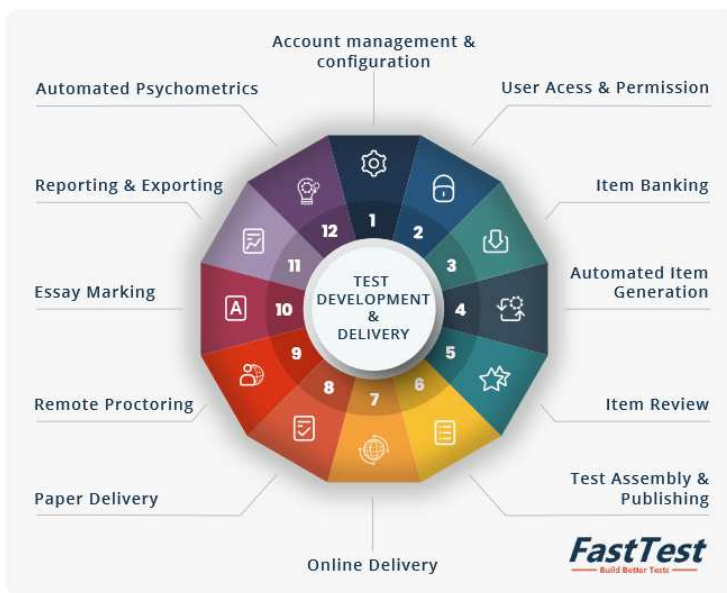 Account management &
configuration
Automated Psychometrics
User Acess & Permission
Reporting & Exporting
Item Banking
12
1
2
11
3
TEST
DEVELOPMENT
&
DELIVERY
Essay Marking
A
10
4
Automated Item
Generation
9
5
8
7
6
Remote Proctoring
Item Review
Paper Delivery
Test Assembly &
Publishing
Online Delivery
FastTest
Build Better Tests